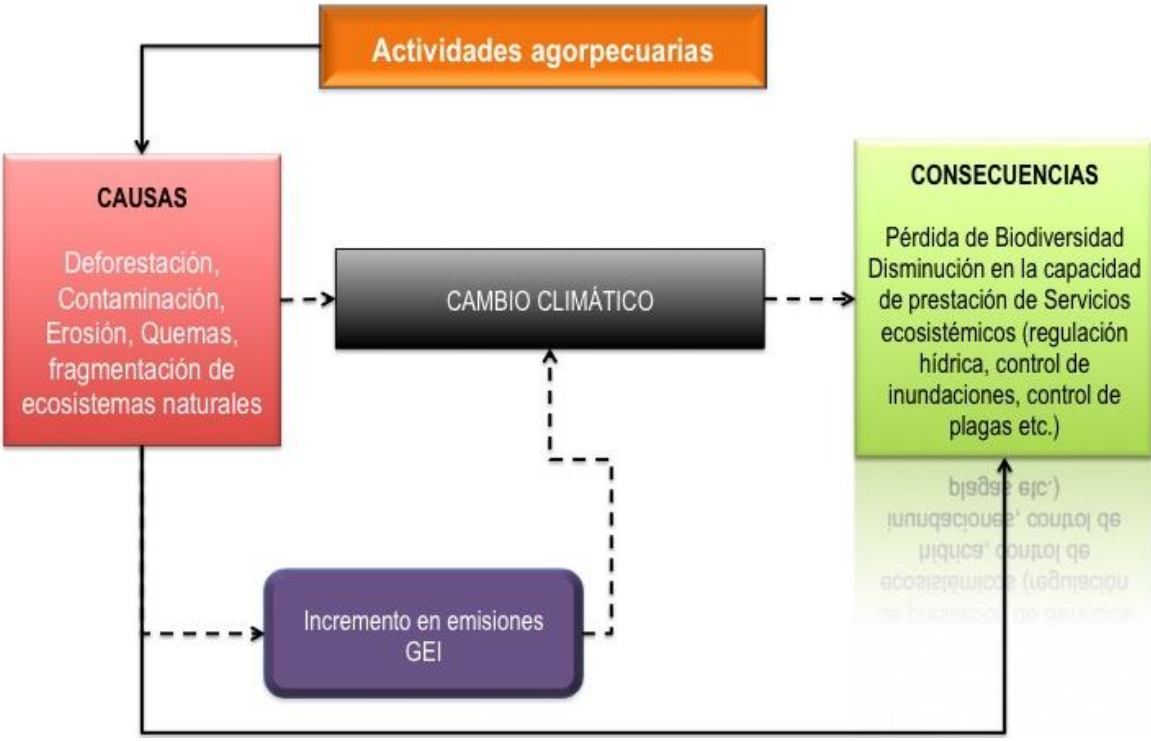 Actividades agorpecuarias
CAUSAS
Deforestación,
Contaminación,
Erosión, Quemas,
fragmentación de
ecosistemas naturales
CAMBIO CLIMÁTICO
CONSECUENCIAS
Pérdida de Biodiversidad
Disminución en la capacidad
de prestación de Servicios
ecosistémicos (regulación
hídrica, control de
inundaciones, control de
plagas etc.)
Incremento en emisiones
GEI